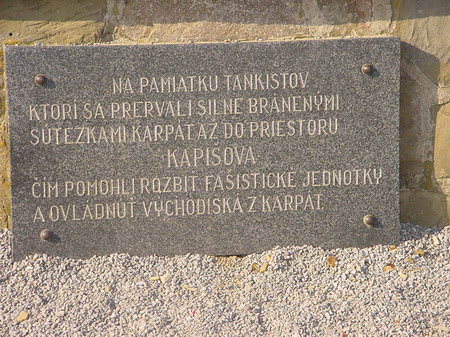 NA PAMIATKU TANKISTOV
KTORÍ SA PRERVALI SILNE BRÁNENÝMI
SÚTEZKAMI KARPÁT AŽ DO PRIESTORU
KAPIŠOVA
ČÍM POMOHLI ROZBIŤ FAŠISTICKÉ JEDNOTKY
A OVLÁDNUŤ VÝCHODISKÁ Z KARPÁT